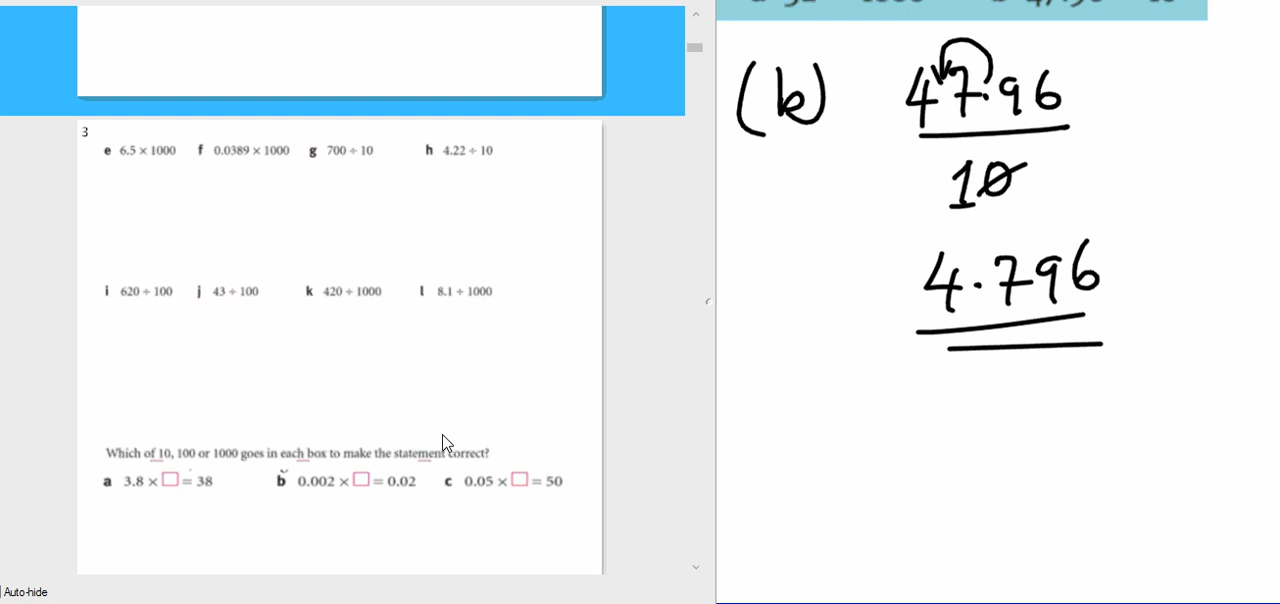 3
e 6.5 × 1000 f 0.0389 × 1000 g 700 ÷ 10 h 4.22 ÷ 10
i 620 ÷ 100 j 43 ÷ 100 k 420 ÷ 1000 l 8.1 ÷ 1000
Which of 10, 100 or 1000 goes in each box to make the statement correct?
a 3.8 × □ = 38 b 0.002 × □ = 0.02 c 0.05 × □ = 50
Auto-hide
(b) 47.96
10
4.796